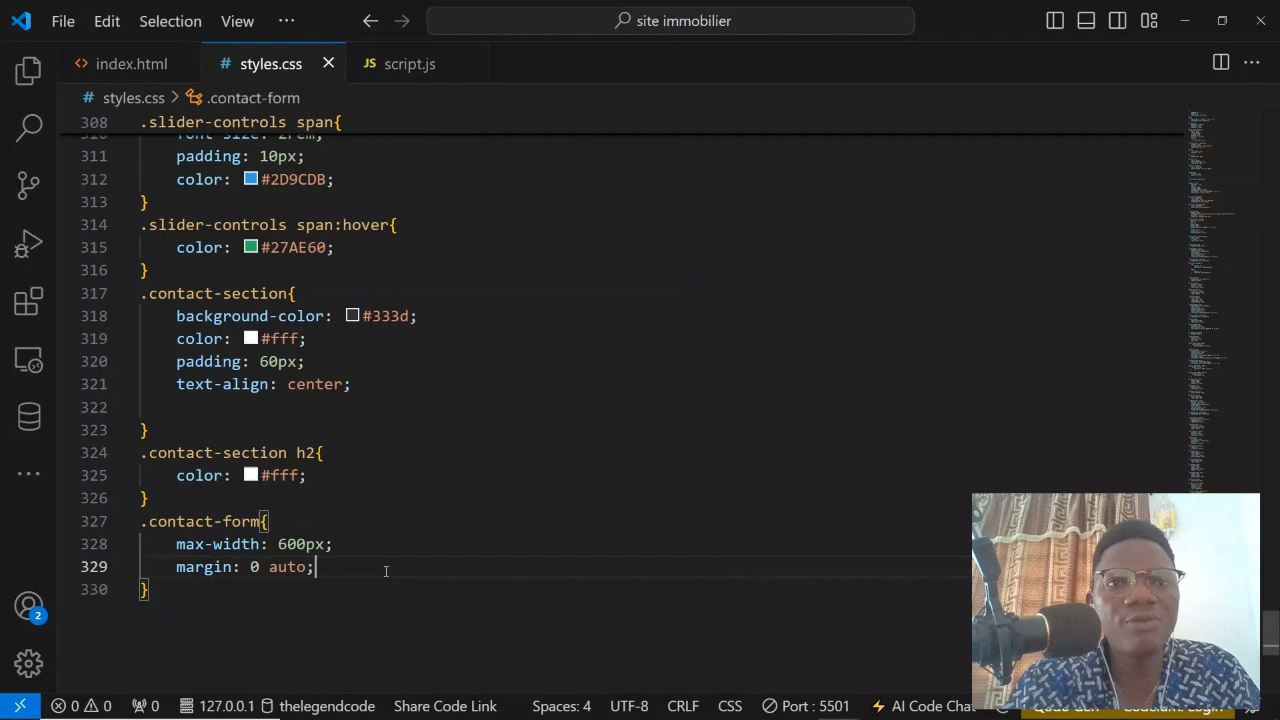 File Edit Selection View ··· site immobilier
index.html styles.css script.js
styles.css > .contact-form
308 .slider-controls span{
311 padding: 10px;
312 color: #2D9CDB;
313 }
314 .slider-controls span:hover{
315 color: #27AE60;
316 }
317 .contact-section{
318 background-color: #333d;
319 color: #fff;
320 padding: 60px;
321 text-align: center;
322
323 }
324 .contact-section h2{
325 color: #fff;
326 }
327 .contact-form{
328 max-width: 600px;
329 margin: 0 auto;
330 }
2
0 0 0 127.0.0.1 thelegendcode Share Code Link Spaces: 4 UTF-8 CRLF CSS Port : 5501 AI Code Chat